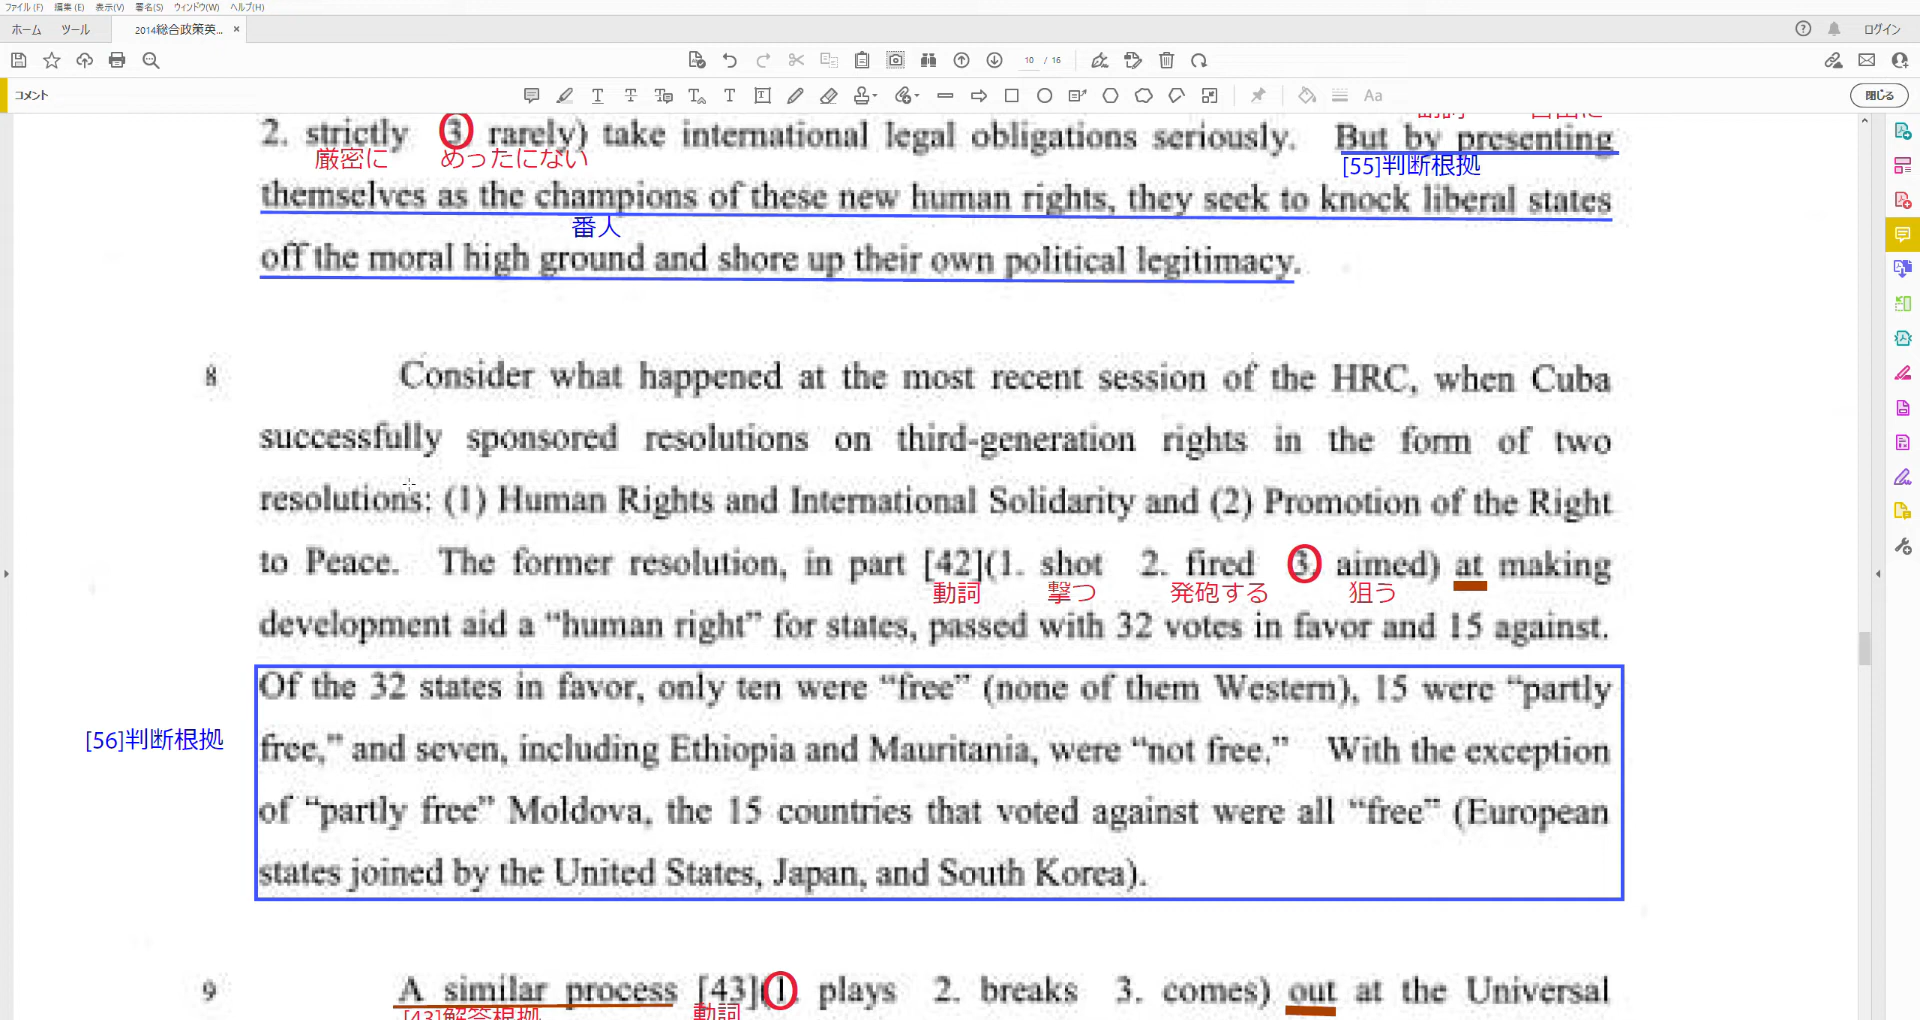 ファイル(F) 編集(E) 表示(V) 署名(S) ウィンドウ(W) ヘルプ(H)
ホーム ツール 2014総合政策英... × ログイン
10 / 16
コメント Aa 閉じる
2. strictly ③ rarely) take international legal obligations seriously. But by presenting
厳密に めったにない [55]判断根拠
themselves as the champions of these new human rights, they seek to knock liberal states
番人
off the moral high ground and shore up their own political legitimacy.
8 Consider what happened at the most recent session of the HRC, when Cuba
successfully sponsored resolutions on third-generation rights in the form of two
resolutions: (1) Human Rights and International Solidarity and (2) Promotion of the Right
to Peace. The former resolution, in part [42](1. shot 2. fired 3. aimed) at making
動詞 撃つ 発砲する 狙う
development aid a “human right” for states, passed with 32 votes in favor and 15 against.
Of the 32 states in favor, only ten were “free” (none of them Western), 15 were “partly
[56]判断根拠
free,” and seven, including Ethiopia and Mauritania, were “not free.” With the exception
of “partly free” Moldova, the 15 countries that voted against were all “free” (European
states joined by the United States, Japan, and South Korea).
9 A similar process [43](1. plays 2. breaks 3. comes) out at the Universal
[43]解答根拠 動詞